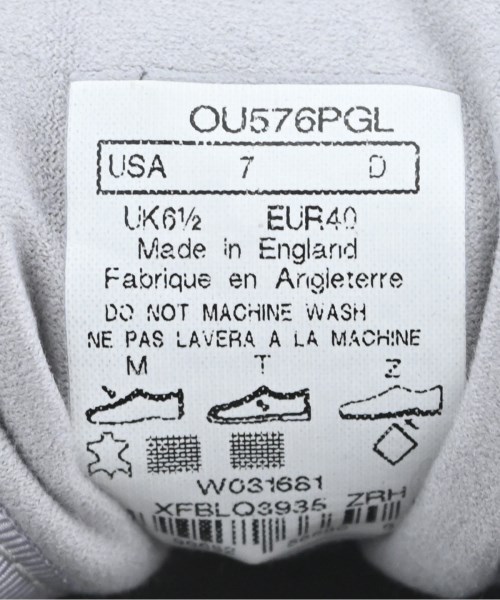 OU576PGL
USA 7 D
UK6½ EUR40
Made in England
Fabrique en Angleterre
DO NOT MACHINE WASH
NE PAS LAVERA A LA MACHINE
M T Z
W031681
XFBLO3935 ZRH